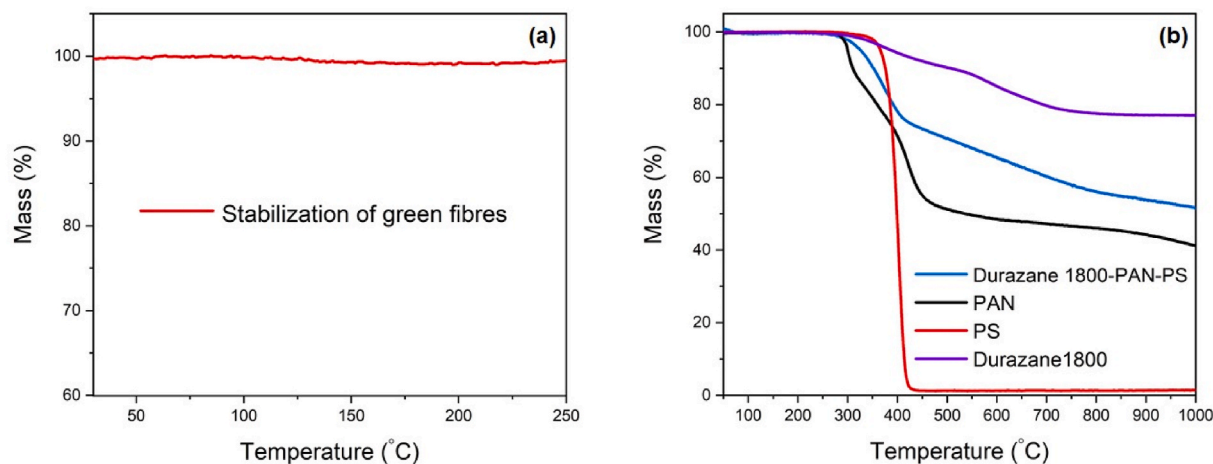 (a)
100
90
80
70
60
Mass (%)
Stabilization of green fibres
50
100
150
200
250
Temperature (°C)
(b)
100
80
60
40
20
0
Mass (%)
Durazane 1800-PAN-PS
PAN
PS
Durazane1800
100 200 300 400 500 600 700 800 900 1000
Temperature (°C)